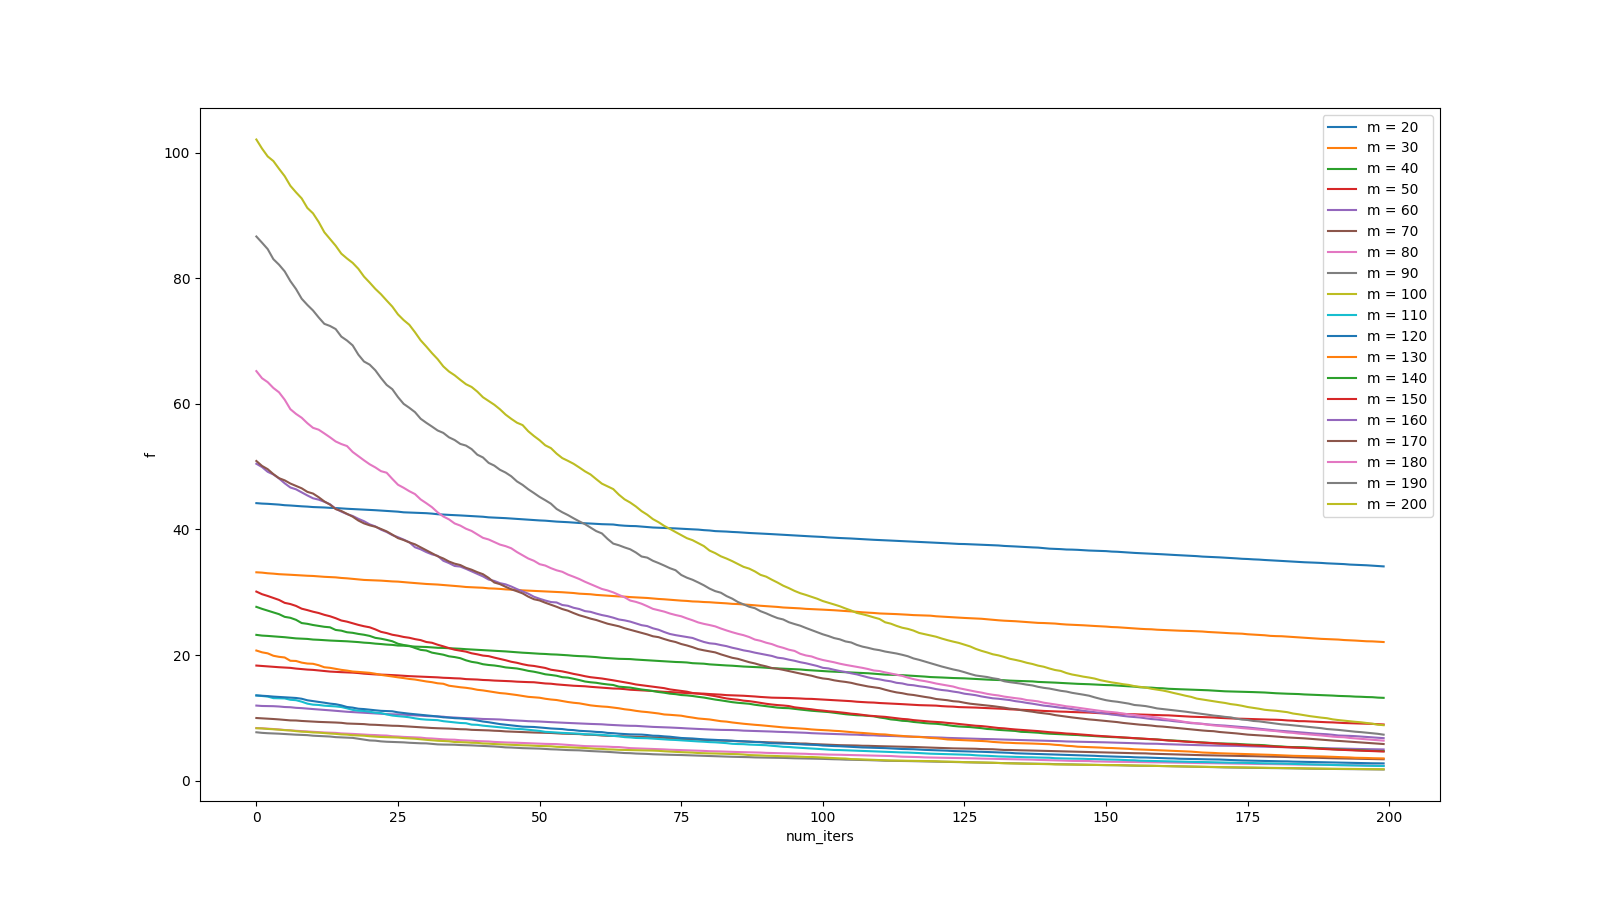 100
80
60
40
20
0
f
0 25 50 75 100 125 150 175 200
num_iters
m = 20
m = 30
m = 40
m = 50
m = 60
m = 70
m = 80
m = 90
m = 100
m = 110
m = 120
m = 130
m = 140
m = 150
m = 160
m = 170
m = 180
m = 190
m = 200